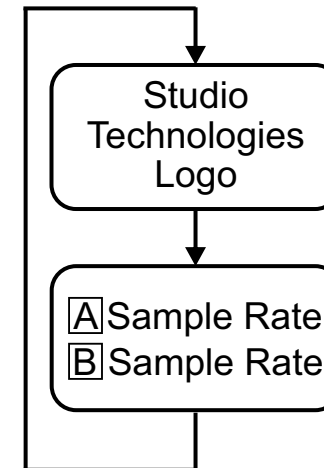 Studio
Technologies
Logo
A Sample Rate
B Sample Rate